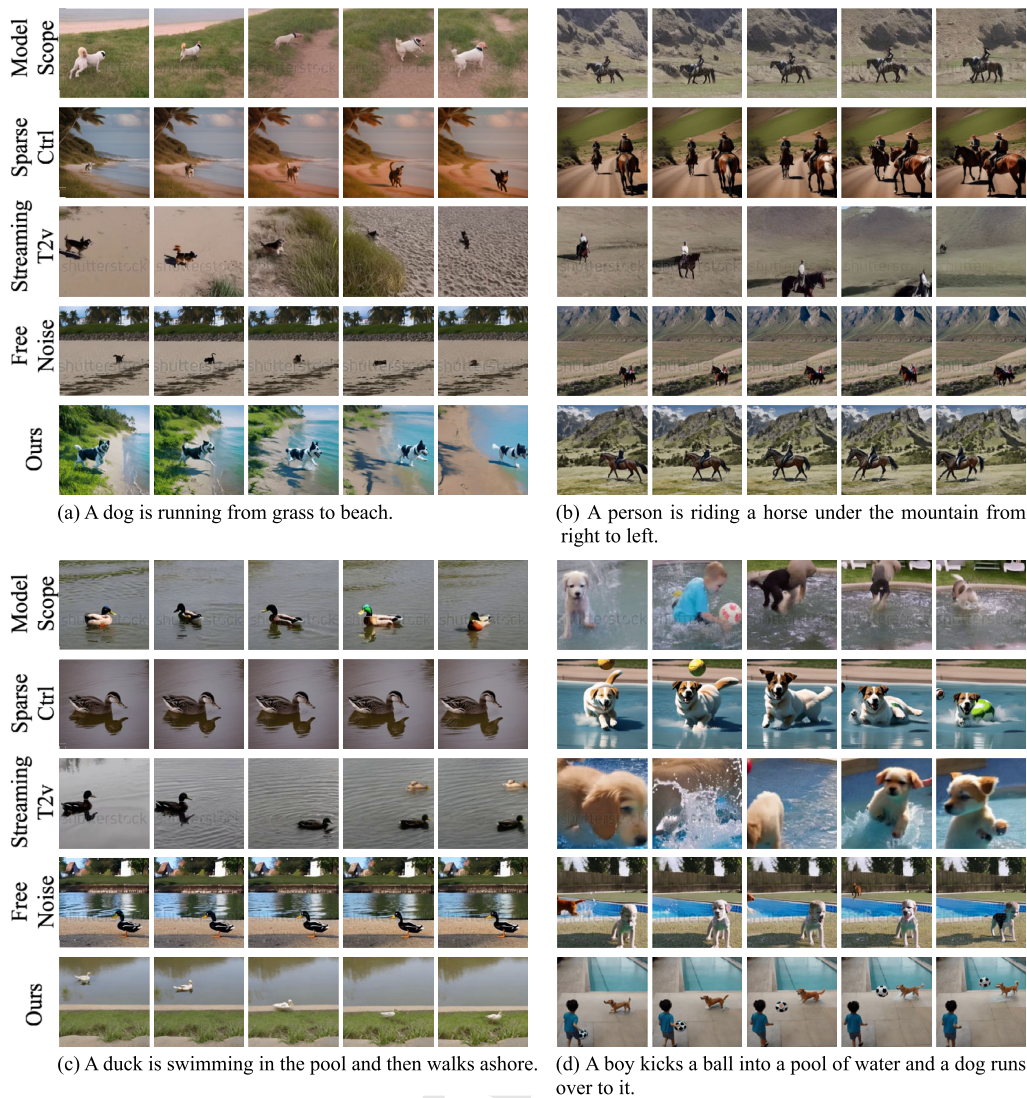 Model Scope
Sparse Ctrl
Streaming T2v
Free Noise
Ours
shutterstock
(a) A dog is running from grass to beach.
(b) A person is riding a horse under the mountain from
right to left.
Model Scope
Sparse Ctrl
Streaming T2v
Free Noise
Ours
(c) A duck is swimming in the pool and then walks ashore.
(d) A boy kicks a ball into a pool of water and a dog runs
over to it.